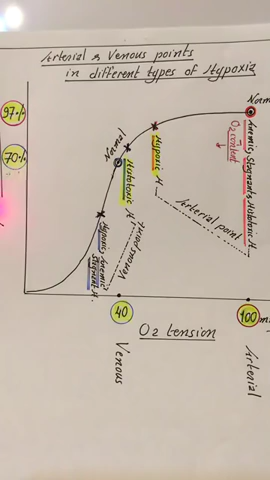 Arterial & Venous points
in different types of Hypoxia
97%
70%
Norm
Anemic, Stagnant & Histotoxic H.
O2 content
Hypoxic H.
Arterial point
Normal
Histotoxic H.
Venous point
Hypoxic, Anemic
Stagnant H.
40
100 m
O2 tension
Venous
Arterial